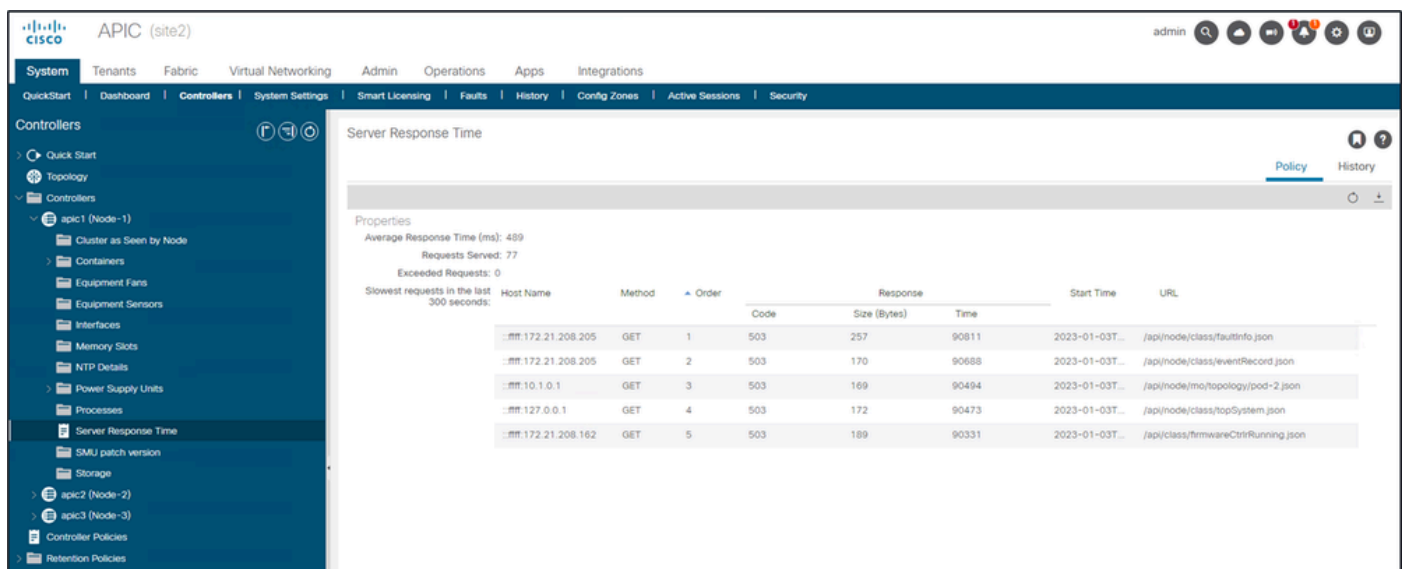 CISCO
APIC (site2)
admin
1
1
System Tenants Fabric Virtual Networking Admin Operations Apps Integrations
QuickStart | Dashboard | Controllers | System Settings | Smart Licensing | Faults | History | Config Zones | Active Sessions | Security
Controllers
Quick Start
Topology
Controllers
apic1 (Node-1)
Cluster as Seen by Node
Containers
Equipment Fans
Equipment Sensors
Interfaces
Memory Slots
NTP Details
Power Supply Units
Processes
Server Response Time
SMU patch version
Storage
apic2 (Node-2)
apic3 (Node-3)
Controller Policies
Retention Policies
Server Response Time
Policy History
Properties
Average Response Time (ms): 489
Requests Served: 77
Exceeded Requests: 0
Slowest requests in the last
300 seconds:
Host Name Method Order Response Start Time URL
Code Size (Bytes) Time
::ffff:172.21.208.205 GET 1 503 257 90811 2023-01-03T... /api/node/class/faultInfo.json
::ffff:172.21.208.205 GET 2 503 170 90688 2023-01-03T... /api/node/class/eventRecord.json
::ffff:10.1.0.1 GET 3 503 169 90494 2023-01-03T... /api/node/mo/topology/pod-2.json
::ffff:127.0.0.1 GET 4 503 172 90473 2023-01-03T... /api/node/class/topSystem.json
::ffff:172.21.208.162 GET 5 503 189 90331 2023-01-03T... /api/class/firmwareCtrlrRunning.json